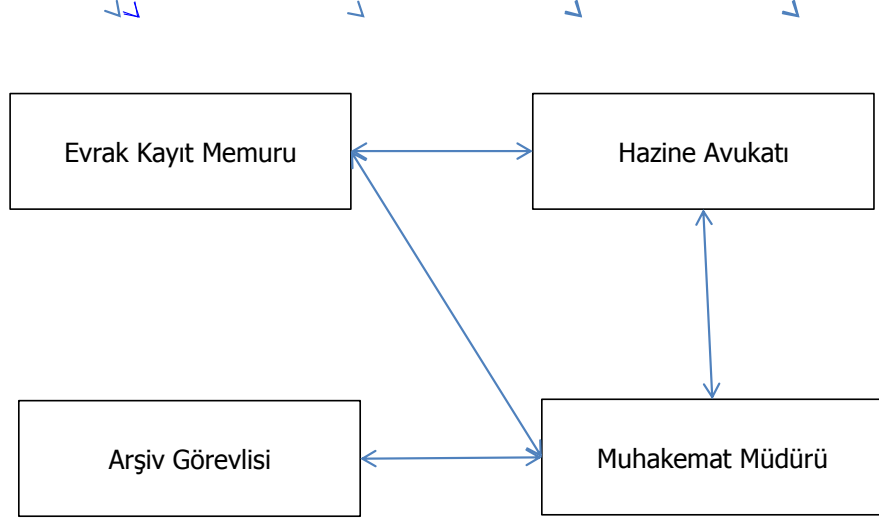 Evrak Kayıt Memuru
Hazine Avukatı
Arşiv Görevlisi
Muhakemat Müdürü